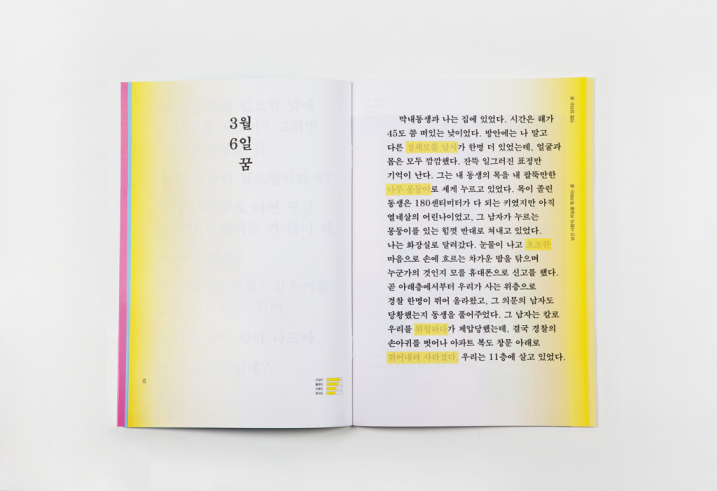 3월
6일
꿈
막내동생과 나는 집에 있었다. 시간은 해가
45도 쯤 떠있는 낮이었다. 방안에는 나 말고
다른 정체모를 남자가 한명 더 있었는데, 얼굴과
몸은 모두 깜깜했다. 잔뜩 일그러진 표정만
기억이 난다. 그는 내 동생의 목을 내 팔뚝만한
나무 몽둥이로 세게 누르고 있었다. 목이 졸린
동생은 180센티미터가 다 되는 키였지만 아직
열네살의 어린나이였고, 그 남자가 누르는
몽둥이를 있는 힘껏 반대로 쳐내고 있었다.
나는 화장실로 달려갔다. 눈물이 나고 초조한
마음으로 손에 흐르는 차가운 땀을 닦으며
누군가의 것인지 모를 휴대폰으로 신고를 했다.
곧 아래층에서부터 우리가 사는 위층으로
경찰 한명이 뛰어 올라왔고, 그 의문의 남자도
당황했는지 동생을 풀어주었다. 그 남자는 칼로
우리를 위협하다가 제압당했는데, 결국 경찰의
손아귀를 벗어나 아파트 복도 창문 아래로
뛰어내려 사라졌다. 우리는 11층에 살고 있었다.